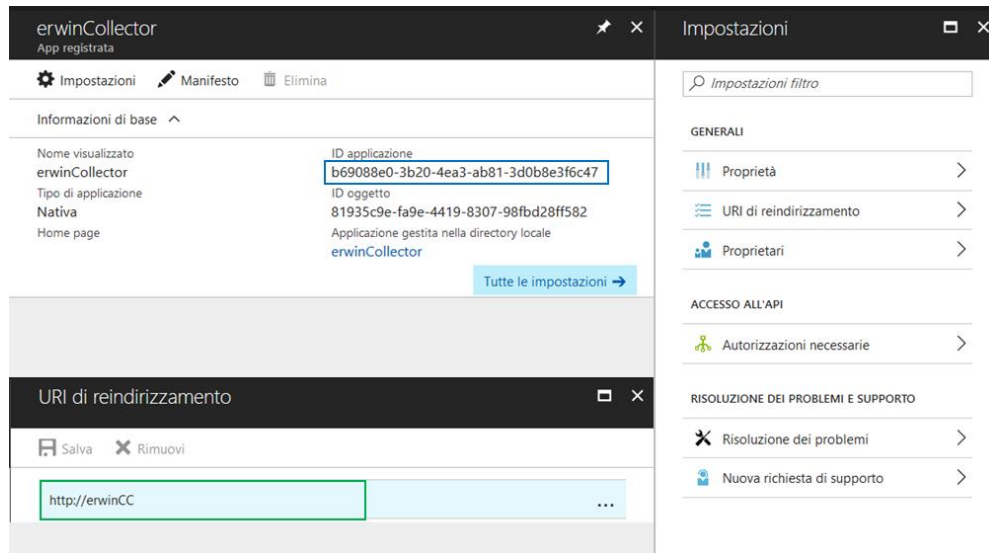 erwinCollector
App registrata
Impostazioni
Manifesto
Elimina
Informazioni di base
Nome visualizzato
erwinCollector
Tipo di applicazione
Nativa
Home page
ID applicazione
b69088e0-3b20-4ea3-ab81-3d0b8e3f6c47
ID oggetto
81935c9e-fa9e-4419-8307-98fbd28ff582
Applicazione gestita nella directory locale
erwinCollector
Tutte le impostazioni →
URI di reindirizzamento
Salva
Rimuovi
http://erwinCC
...
Impostazioni
Impostazioni filtro
GENERALI
Proprietà
URI di reindirizzamento
Proprietari
ACCESSO ALL'API
Autorizzazioni necessarie
RISOLUZIONE DEI PROBLEMI E SUPPORTO
Risoluzione dei problemi
Nuova richiesta di supporto